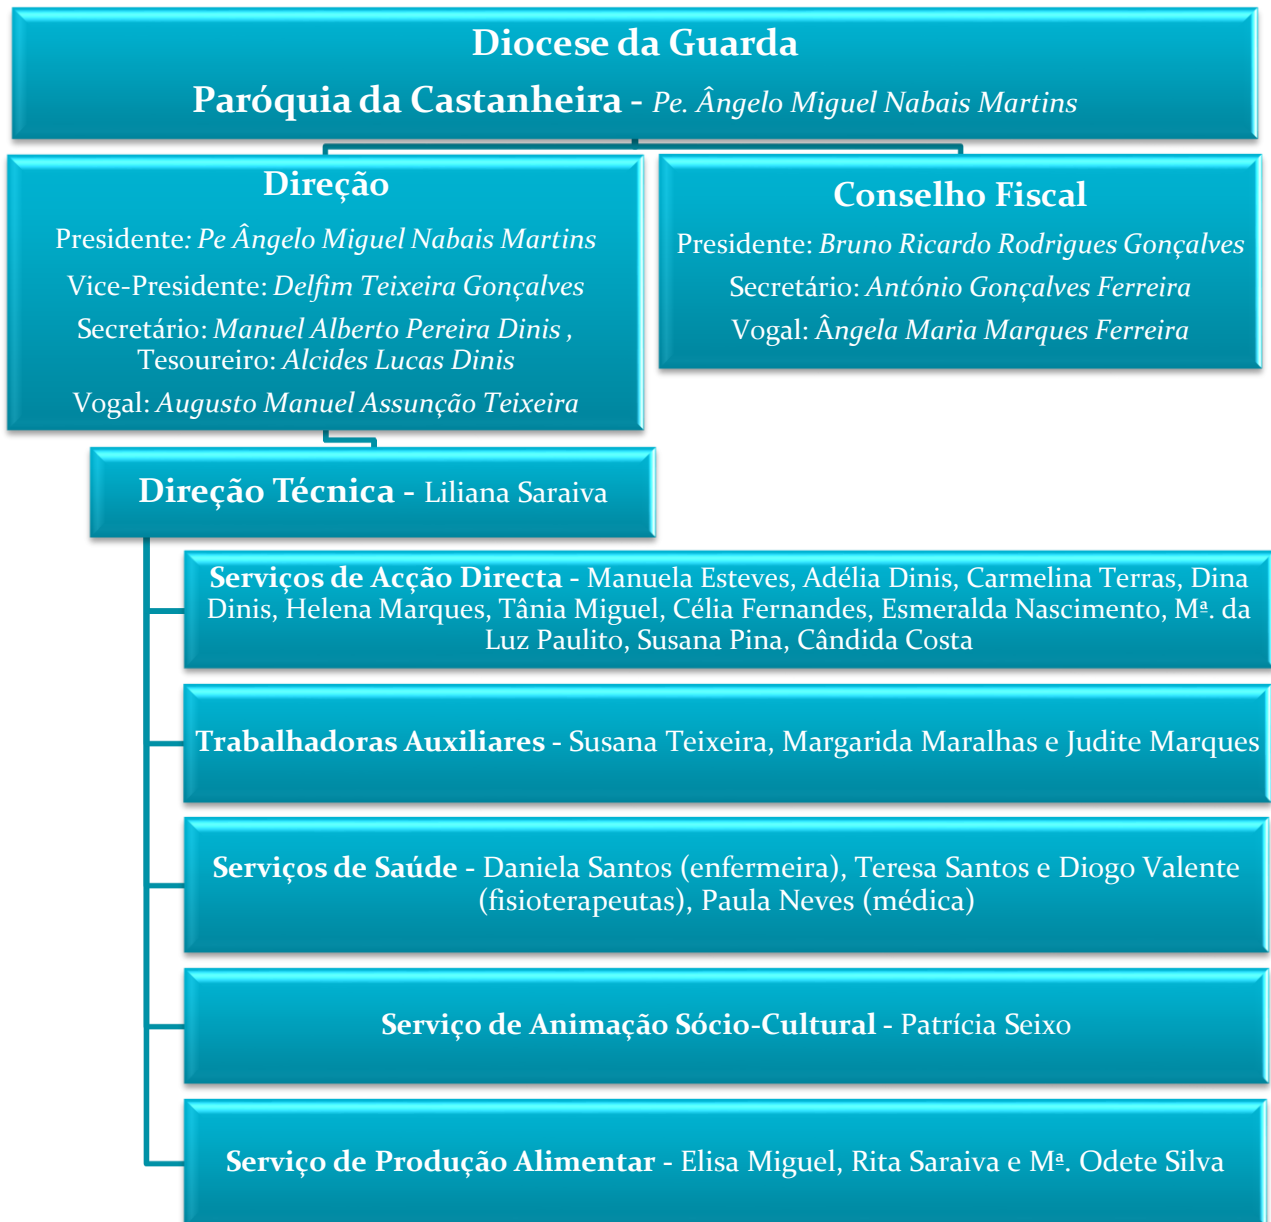 Diocese da Guarda
Paróquia da Castanheira - Pe. Ângelo Miguel Nabais Martins
Direção
Presidente: Pe Ângelo Miguel Nabais Martins
Vice-Presidente: Delfim Teixeira Gonçalves
Secretário: Manuel Alberto Pereira Dinis ,
Tesoureiro: Alcides Lucas Dinis
Vogal: Augusto Manuel Assunção Teixeira
Conselho Fiscal
Presidente: Bruno Ricardo Rodrigues Gonçalves
Secretário: António Gonçalves Ferreira
Vogal: Ângela Maria Marques Ferreira
Direção Técnica - Liliana Saraiva
Serviços de Acção Directa - Manuela Esteves, Adélia Dinis, Carmelina Terras, Dina
Dinis, Helena Marques, Tânia Miguel, Célia Fernandes, Esmeralda Nascimento, Mª. da
Luz Paulito, Susana Pina, Cândida Costa
Trabalhadoras Auxiliares - Susana Teixeira, Margarida Maralhas e Judite Marques
Serviços de Saúde - Daniela Santos (enfermeira), Teresa Santos e Diogo Valente
(fisioterapeutas), Paula Neves (médica)
Serviço de Animação Sócio-Cultural - Patrícia Seixo
Serviço de Produção Alimentar - Elisa Miguel, Rita Saraiva e Mª. Odete Silva